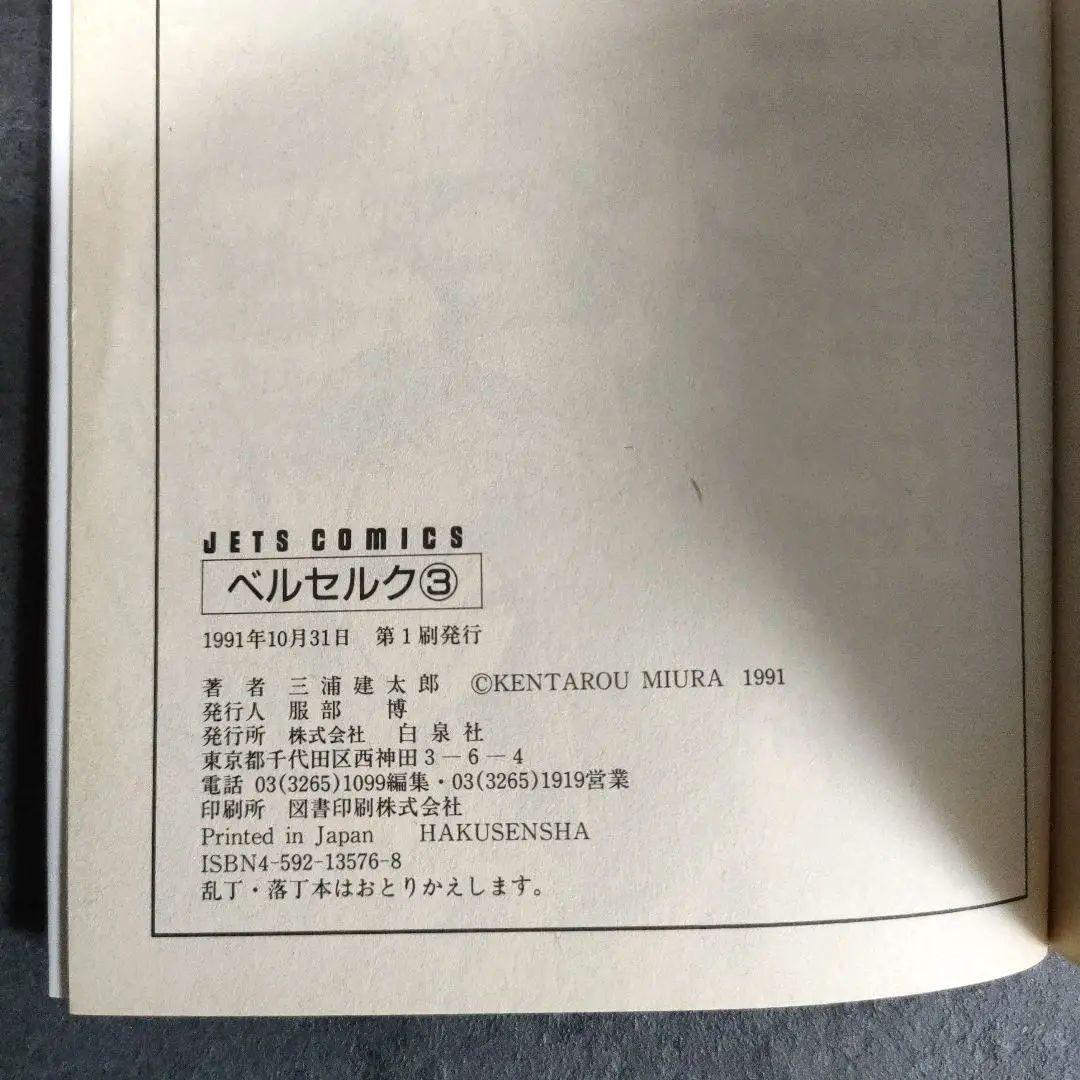 JETS COMICS
ベルセルク③
1991年10月31日 第1刷発行
著者 三浦建太郎 ©KENTAROU MIURA 1991
発行人 服部 博
発行所 株式会社 白泉社
東京都千代田区西神田3-6-4
電話 03(3265)1099編集・03(3265)1919営業
印刷所 図書印刷株式会社
Printed in Japan HAKUSENSHA
ISBN4-592-13576-8
乱丁・落丁本はおとりかえします。